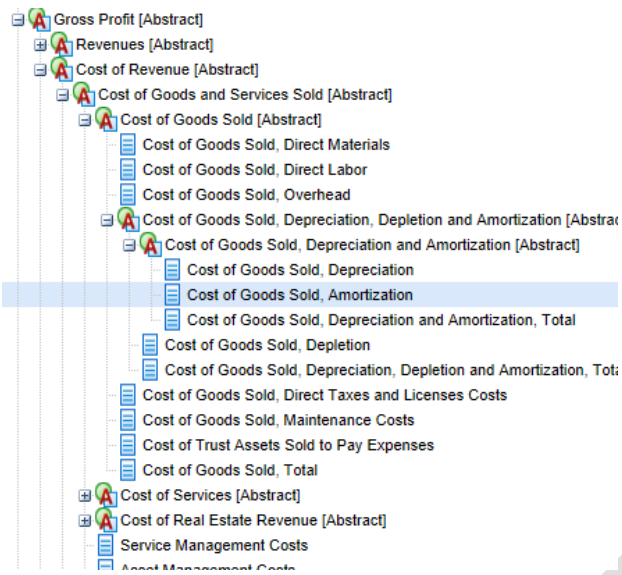 Gross Profit [Abstract]
Revenues [Abstract]
Cost of Revenue [Abstract]
Cost of Goods and Services Sold [Abstract]
Cost of Goods Sold [Abstract]
Cost of Goods Sold, Direct Materials
Cost of Goods Sold, Direct Labor
Cost of Goods Sold, Overhead
Cost of Goods Sold, Depreciation, Depletion and Amortization [Abstrac
Cost of Goods Sold, Depreciation and Amortization [Abstract]
Cost of Goods Sold, Depreciation
Cost of Goods Sold, Amortization
Cost of Goods Sold, Depreciation and Amortization, Total
Cost of Goods Sold, Depletion
Cost of Goods Sold, Depreciation, Depletion and Amortization, Tota
Cost of Goods Sold, Direct Taxes and Licenses Costs
Cost of Goods Sold, Maintenance Costs
Cost of Trust Assets Sold to Pay Expenses
Cost of Goods Sold, Total
Cost of Services [Abstract]
Cost of Real Estate Revenue [Abstract]
Service Management Costs
Asset Management Costs